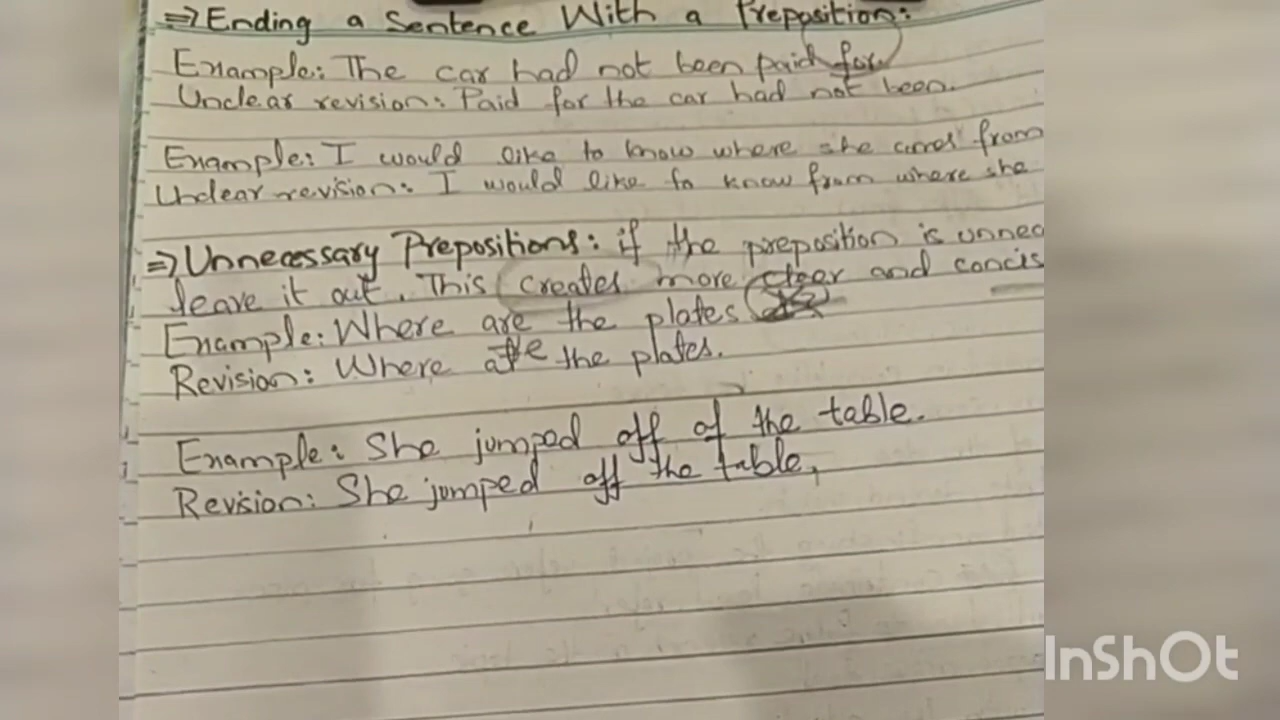 ⇒ Ending a Sentence With a Preposition:
Example: The car had not been paid for.
Unclear revision: Paid for the car had not been.
Example: I would like to know where she comes from
Unclear revision: I would like to know from where she
⇒ Unnecessary Prepositions: if the preposition is unnec
leave it out. This creates more clear and concis
Example: Where are the plates
Revision: Where are the plates.
Example: She jumped off of the table.
Revision: She jumped off the table,
InShOt